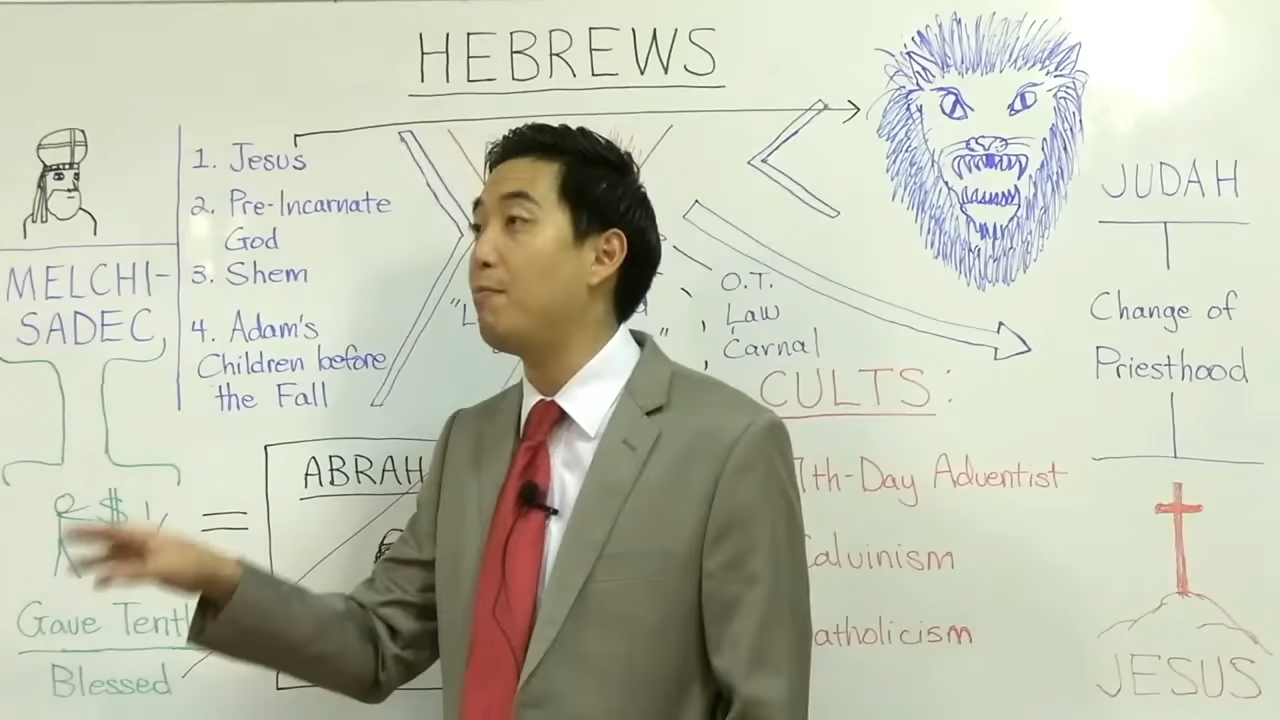 HEBREWS
1. Jesus
2. Pre-Incarnate
God
3. Shem
4. Adam's
Children before
the Fall
MELCHI-
SADEC
$
=
Gave Tenth
Blessed
ABRAH
"L
"
O.T.
Law
Carnal
CULTS:
7th-Day Adventist
Calvinism
atholicism
JUDAH
Change of
Priesthood
JESUS